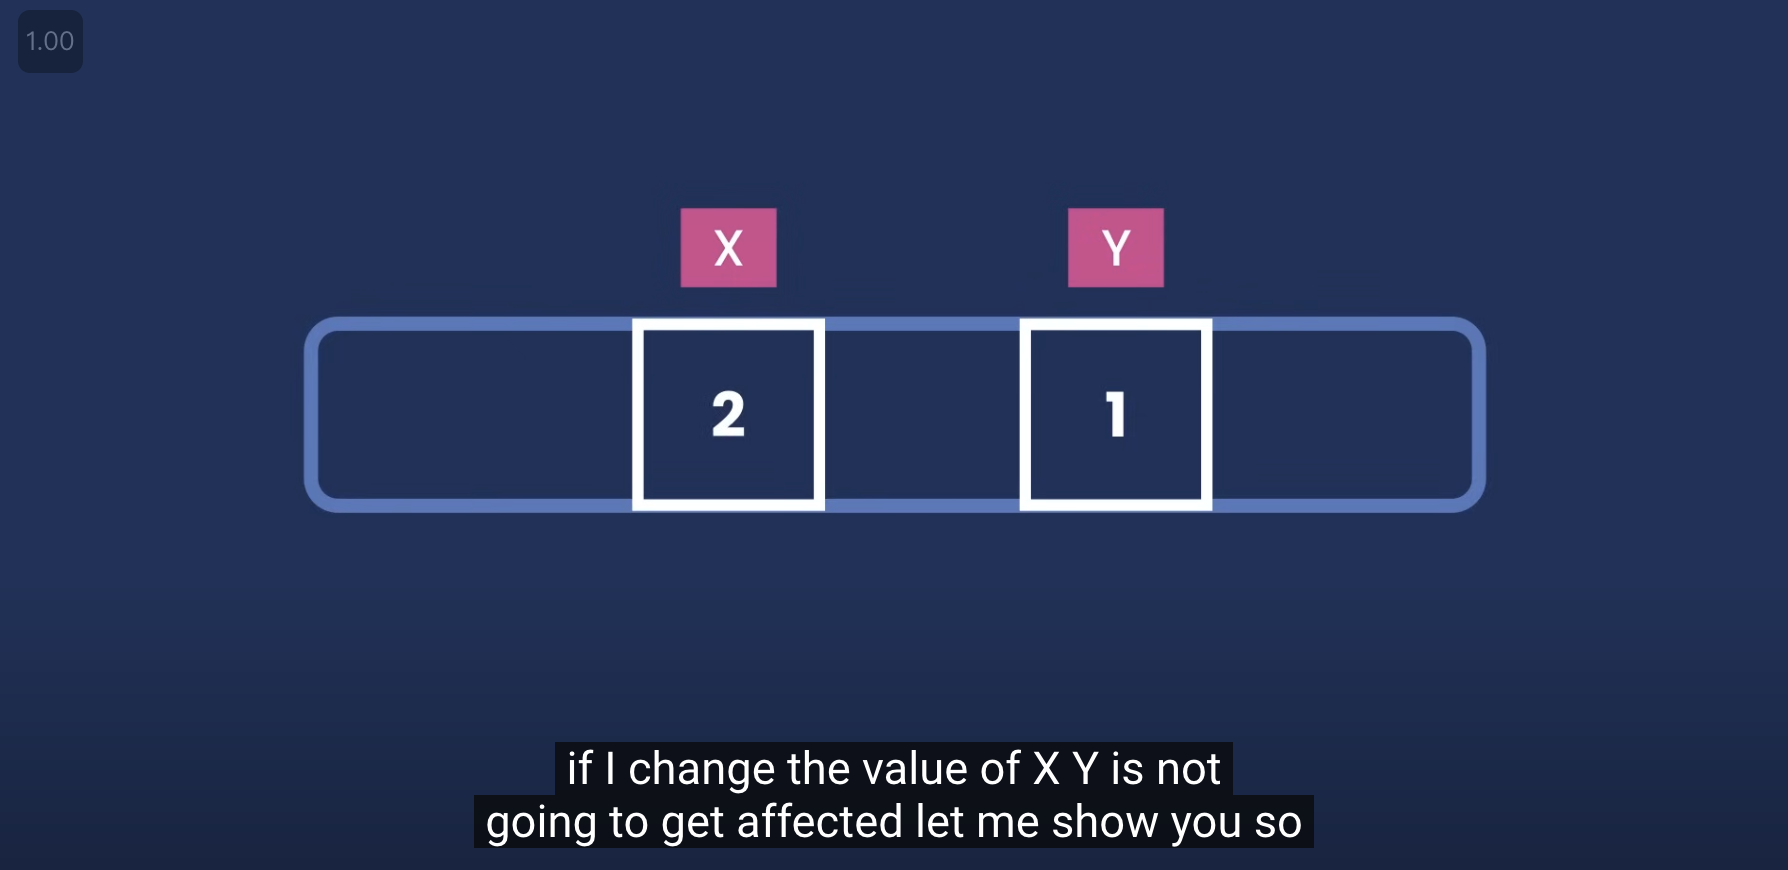 1.00
X
Y
2
1
if I change the value of X Y is not
going to get affected let me show you so